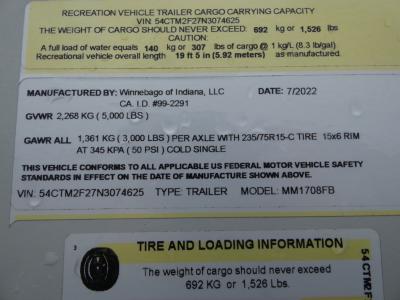 RECREATION VEHICLE TRAILER CARGO CARRYING CAPACITY
VIN: 54CTM2F27N3074625
THE WEIGHT OF CARGO SHOULD NEVER EXCEED: 692 kg or 1,526 lbs
CAUTION:
A full load of water equals 140 kg or 307 lbs of cargo @ 1 kg/L (8.3 lb/gal)
Recreational vehicle overall length 19 ft 5 in (5.92 meters) as manufactured.
MANUFACTURED BY: Winnebago of Indiana, LLC DATE: 7/2022
CA. I.D. #99-2291
GVWR 2,268 KG ( 5,000 LBS )
GAWR ALL 1,361 KG ( 3,000 LBS ) PER AXLE WITH 235/75R15-C TIRE 15x6 RIM
AT 345 KPA ( 50 PSI ) COLD SINGLE
THIS VEHICLE CONFORMS TO ALL APPLICABLE US FEDERAL MOTOR VEHICLE SAFETY
STANDARDS IN EFFECT ON THE DATE OF MANUFACTURE SHOWN ABOVE.
VIN: 54CTM2F27N3074625 TYPE: TRAILER MODEL: MM1708FB
3
TIRE AND LOADING INFORMATION
The weight of cargo should never exceed
692 KG or 1,526 Lbs.
54CTM2F